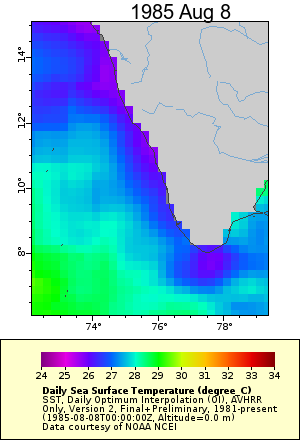 1985 Aug 8
14°
12°
10°
8°
74° 76° 78°
24 25 26 27 28 29 30 31 32 33 34
Daily Sea Surface Temperature (degree_C)
SST, Daily Optimum Interpolation (OI), AVHRR
Only, Version 2, Final+Preliminary, 1981-present
(1985-08-08T00:00:00Z, Altitude=0.0 m)
Data courtesy of NOAA NCEI